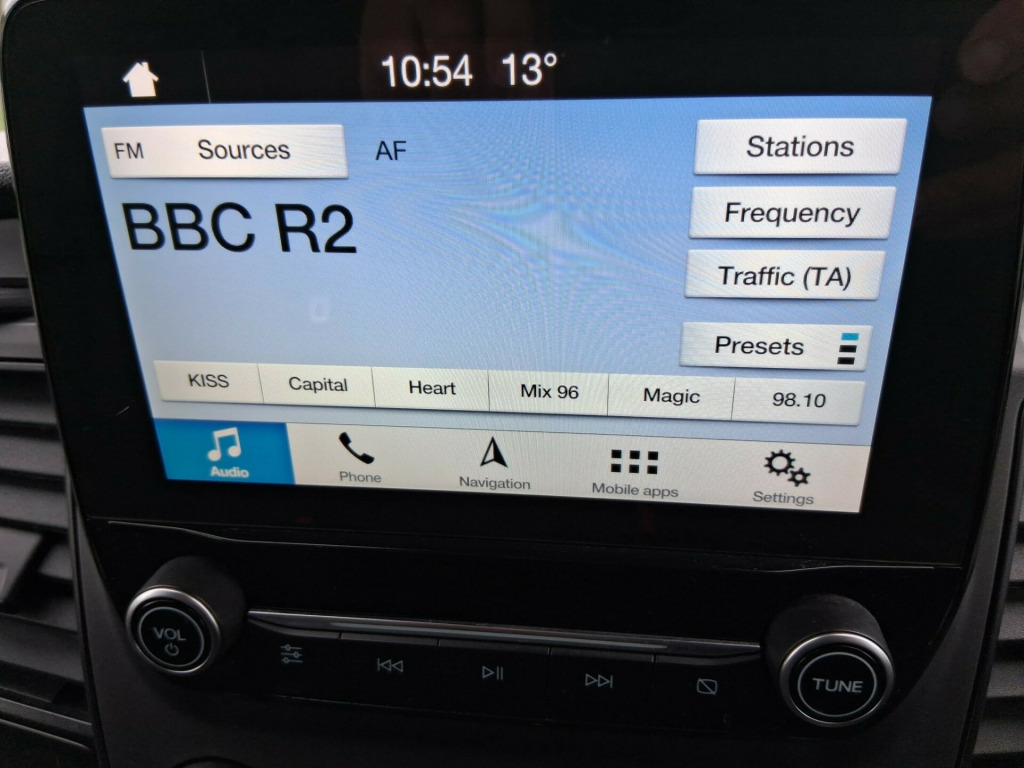 10:54 13°
FM Sources AF Stations
BBC R2
Frequency
Traffic (TA)
Presets
KISS Capital Heart Mix 96 Magic 98.10
Audio Phone Navigation Mobile apps Settings
VOL
TUNE